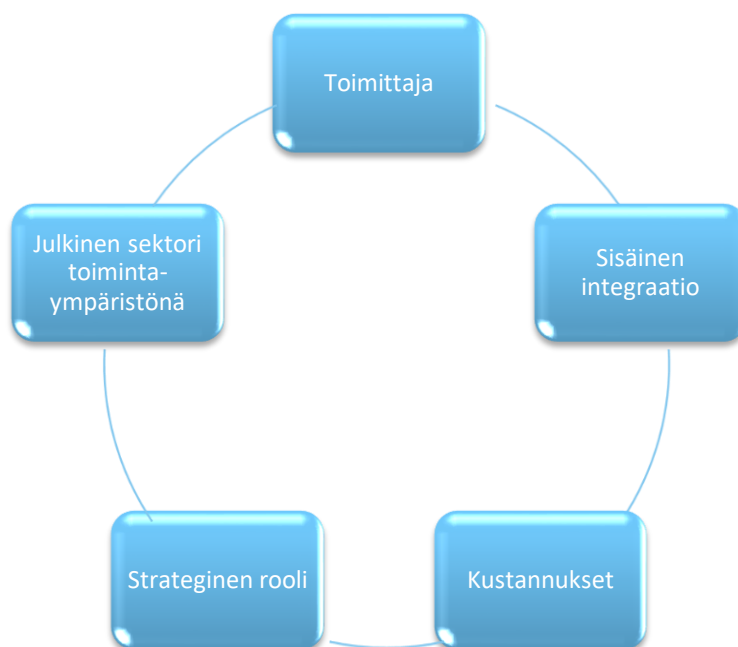 Toimittaja
Sisäinen
integraatio
Kustannukset
Strateginen rooli
Julkinen sektori
toiminta-
ympäristönä